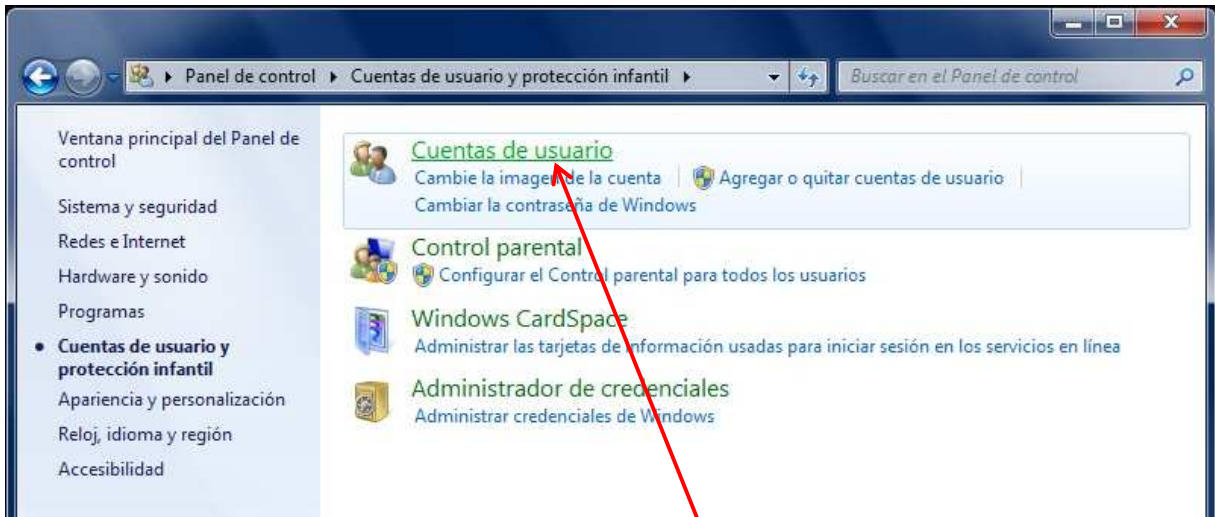 Panel de control ▸ Cuentas de usuario y protección infantil ▸
Buscar en el Panel de control
Ventana principal del Panel de
control
Sistema y seguridad
Redes e Internet
Hardware y sonido
Programas
Cuentas de usuario y
protección infantil
Apariencia y personalización
Reloj, idioma y región
Accesibilidad
Cuentas de usuario
Cambie la imagen de la cuenta
Agregar o quitar cuentas de usuario
Cambiar la contraseña de Windows
Control parental
Configurar el Control parental para todos los usuarios
Windows CardSpace
Administrar las tarjetas de información usadas para iniciar sesión en los servicios en línea
Administrador de credenciales
Administrar credenciales de Windows